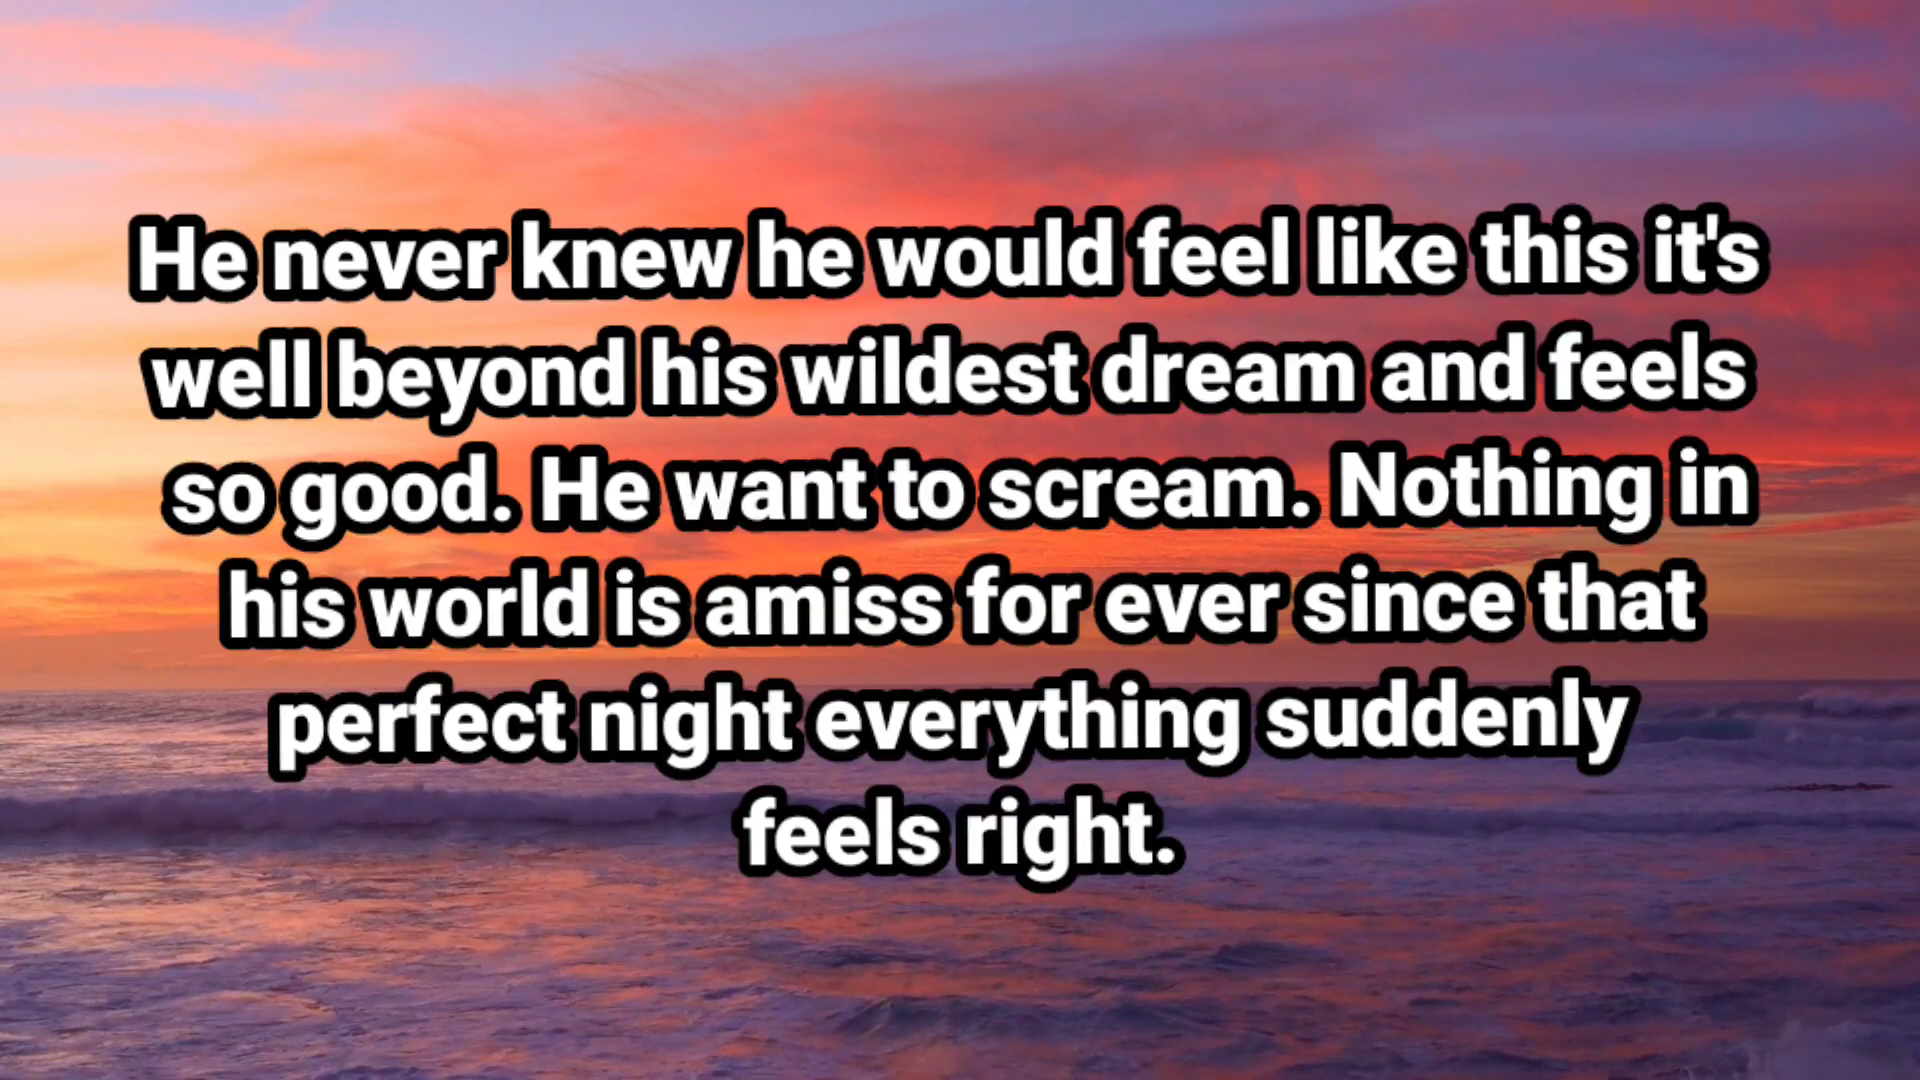 He never knew he would feel like this it's
well beyond his wildest dream and feels
so good. He want to scream. Nothing in
his world is amiss for ever since that
perfect night everything suddenly
feels right.